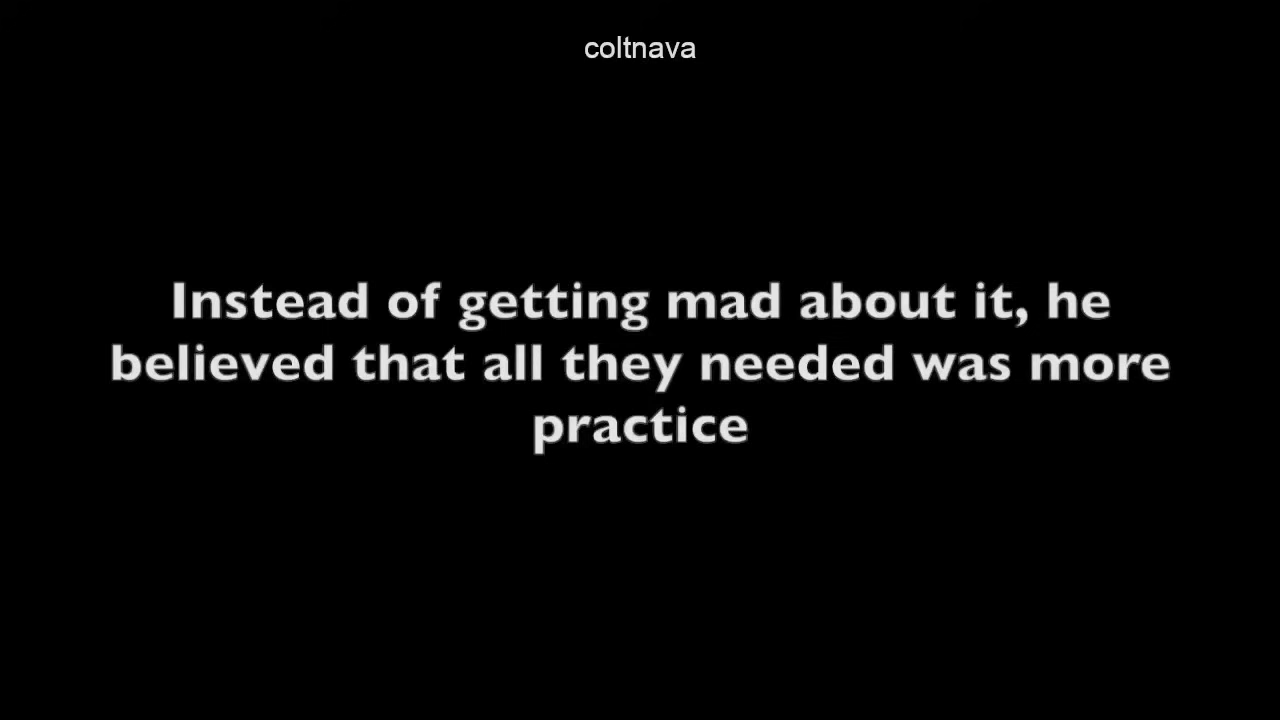 coltnava
Instead of getting mad about it, he
believed that all they needed was more
practice